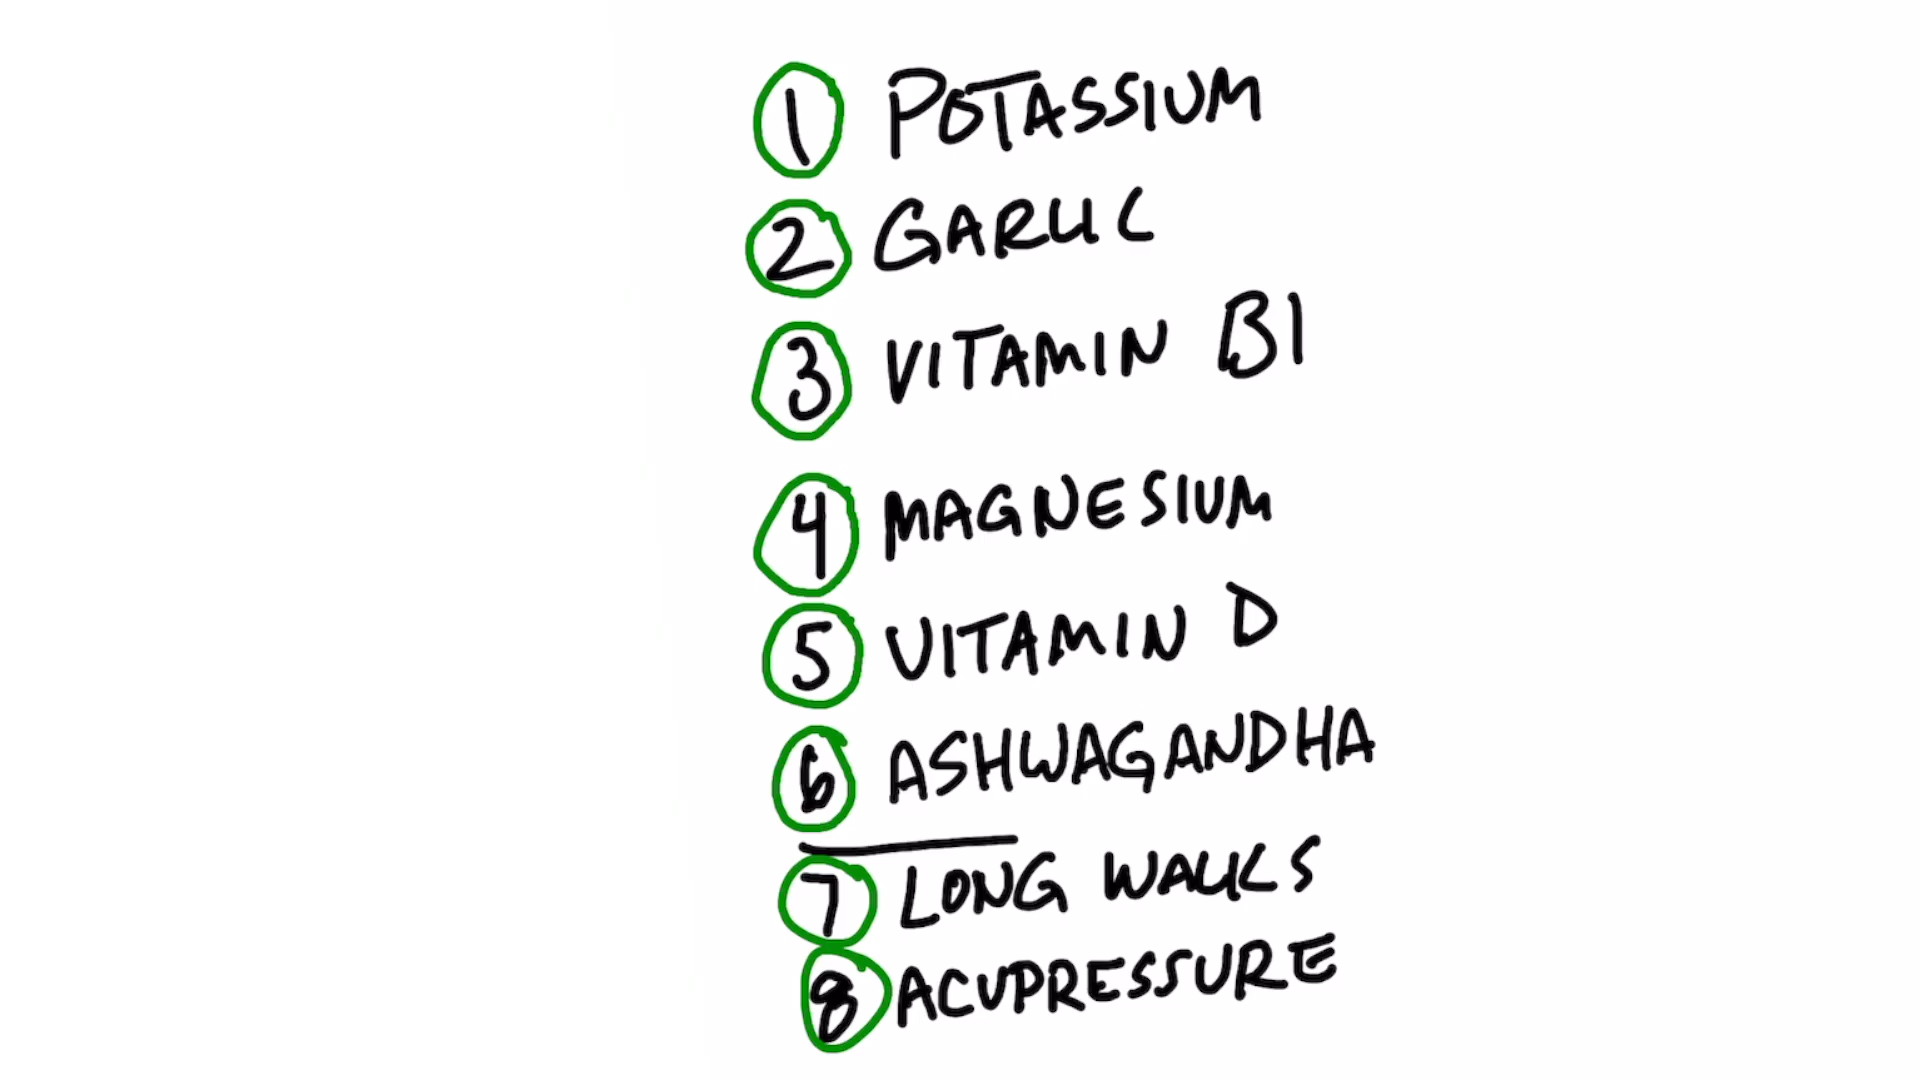 1 POTASSIUM
2 GARLIC
3 VITAMIN B1
4 MAGNESIUM
5 VITAMIN D
6 ASHWAGANDHA
7 LONG WALKS
8 ACUPRESSURE